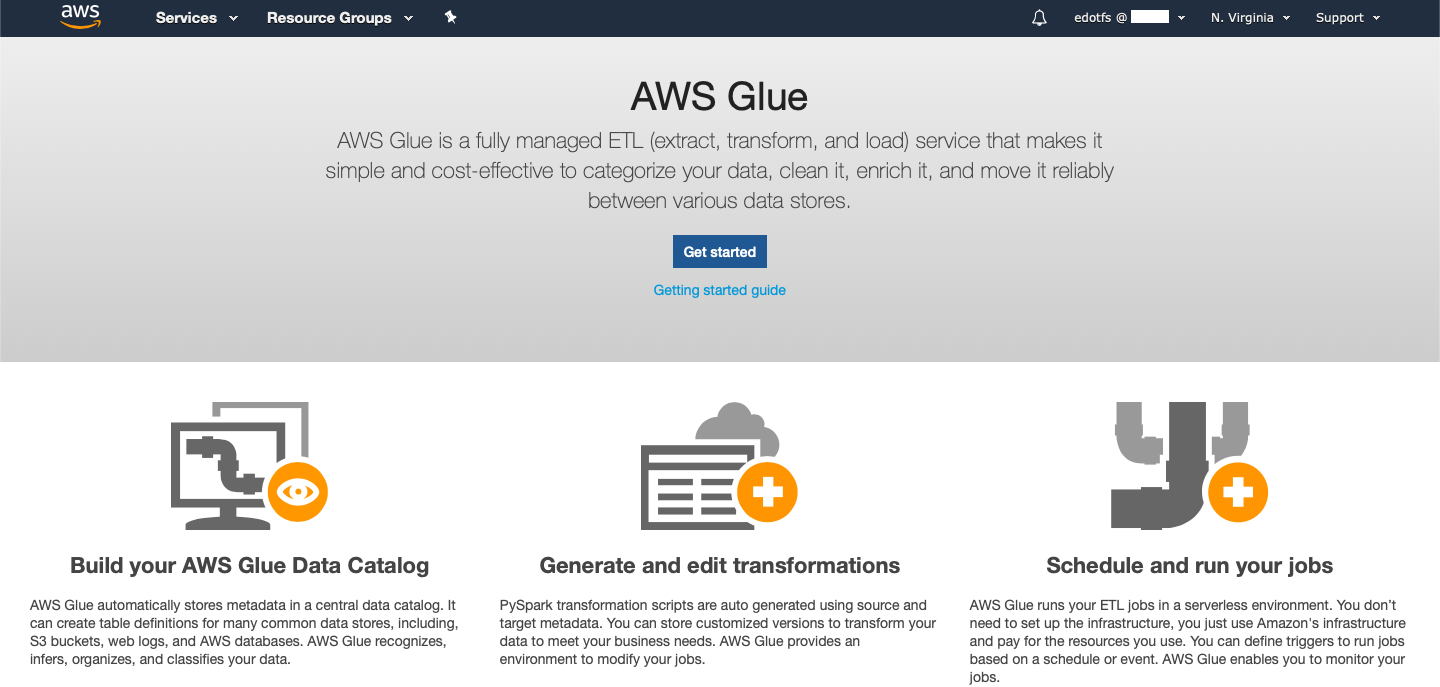 aws
Services
Resource Groups
edotfs @
N. Virginia
Support
AWS Glue
AWS Glue is a fully managed ETL (extract, transform, and load) service that makes it
simple and cost-effective to categorize your data, clean it, enrich it, and move it reliably
between various data stores.
Get started
Getting started guide
Build your AWS Glue Data Catalog
AWS Glue automatically stores metadata in a central data catalog. It
can create table definitions for many common data stores, including,
S3 buckets, web logs, and AWS databases. AWS Glue recognizes,
infers, organizes, and classifies your data.
Generate and edit transformations
PySpark transformation scripts are auto generated using source and
target metadata. You can store customized versions to transform your
data to meet your business needs. AWS Glue provides an
environment to modify your jobs.
Schedule and run your jobs
AWS Glue runs your ETL jobs in a serverless environment. You don’t
need to set up the infrastructure, you just use Amazon's infrastructure
and pay for the resources you use. You can define triggers to run jobs
based on a schedule or event. AWS Glue enables you to monitor your
jobs.